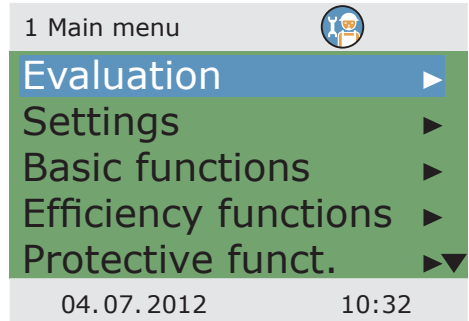 1 Main menu
Evaluation
Settings
Basic functions
Efficiency functions
Protective funct.
04.07.2012 10:32